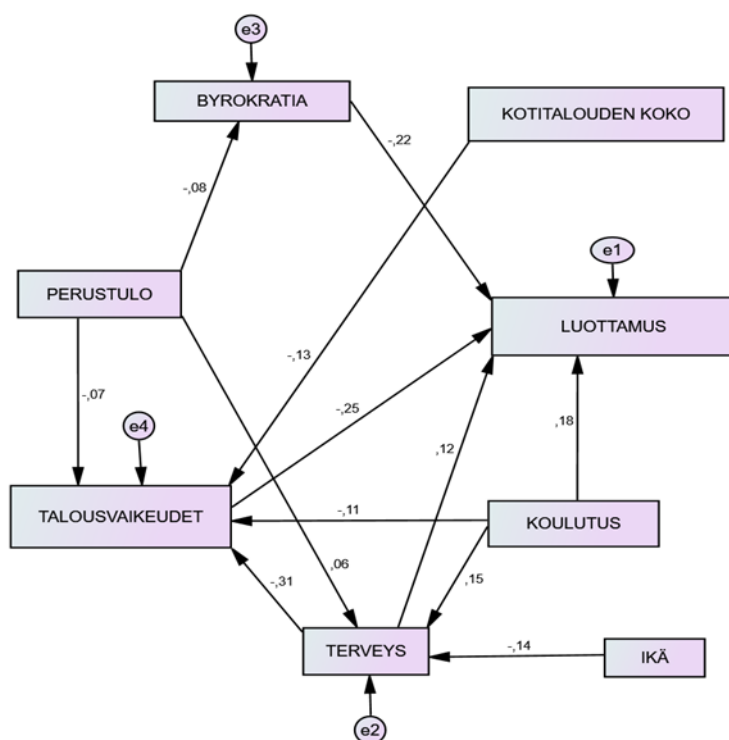 e3
BYROKRATIA
KOTITALOUDEN KOKO
-,22
-,08
e1
PERUSTULO
LUOTTAMUS
-,13
-,07
-,25
e4
,12
,18
TALOUSVAIKEUDET
-,11
KOULUTUS
,06
-,31
,15
TERVEYS
-,14
IKÄ
e2